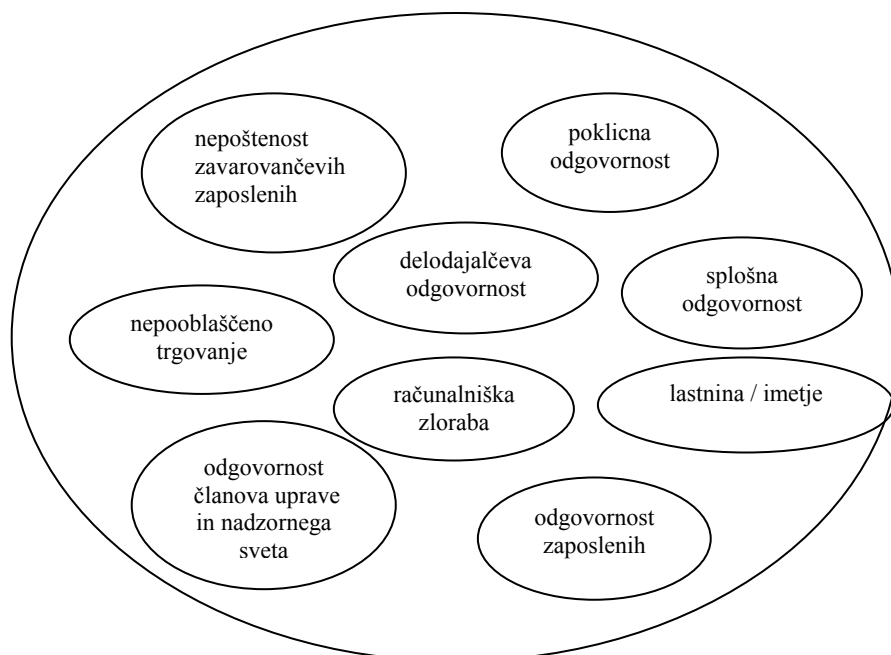 nepoštenost
zavarovančevih
zaposlenih
poklicna
odgovornost
delodajalčeva
odgovornost
splošna
odgovornost
nepooblaščeno
trgovanje
računalniška
zloraba
lastnina / imetje
odgovornost
članova uprave
in nadzornega
sveta
odgovornost
zaposlenih